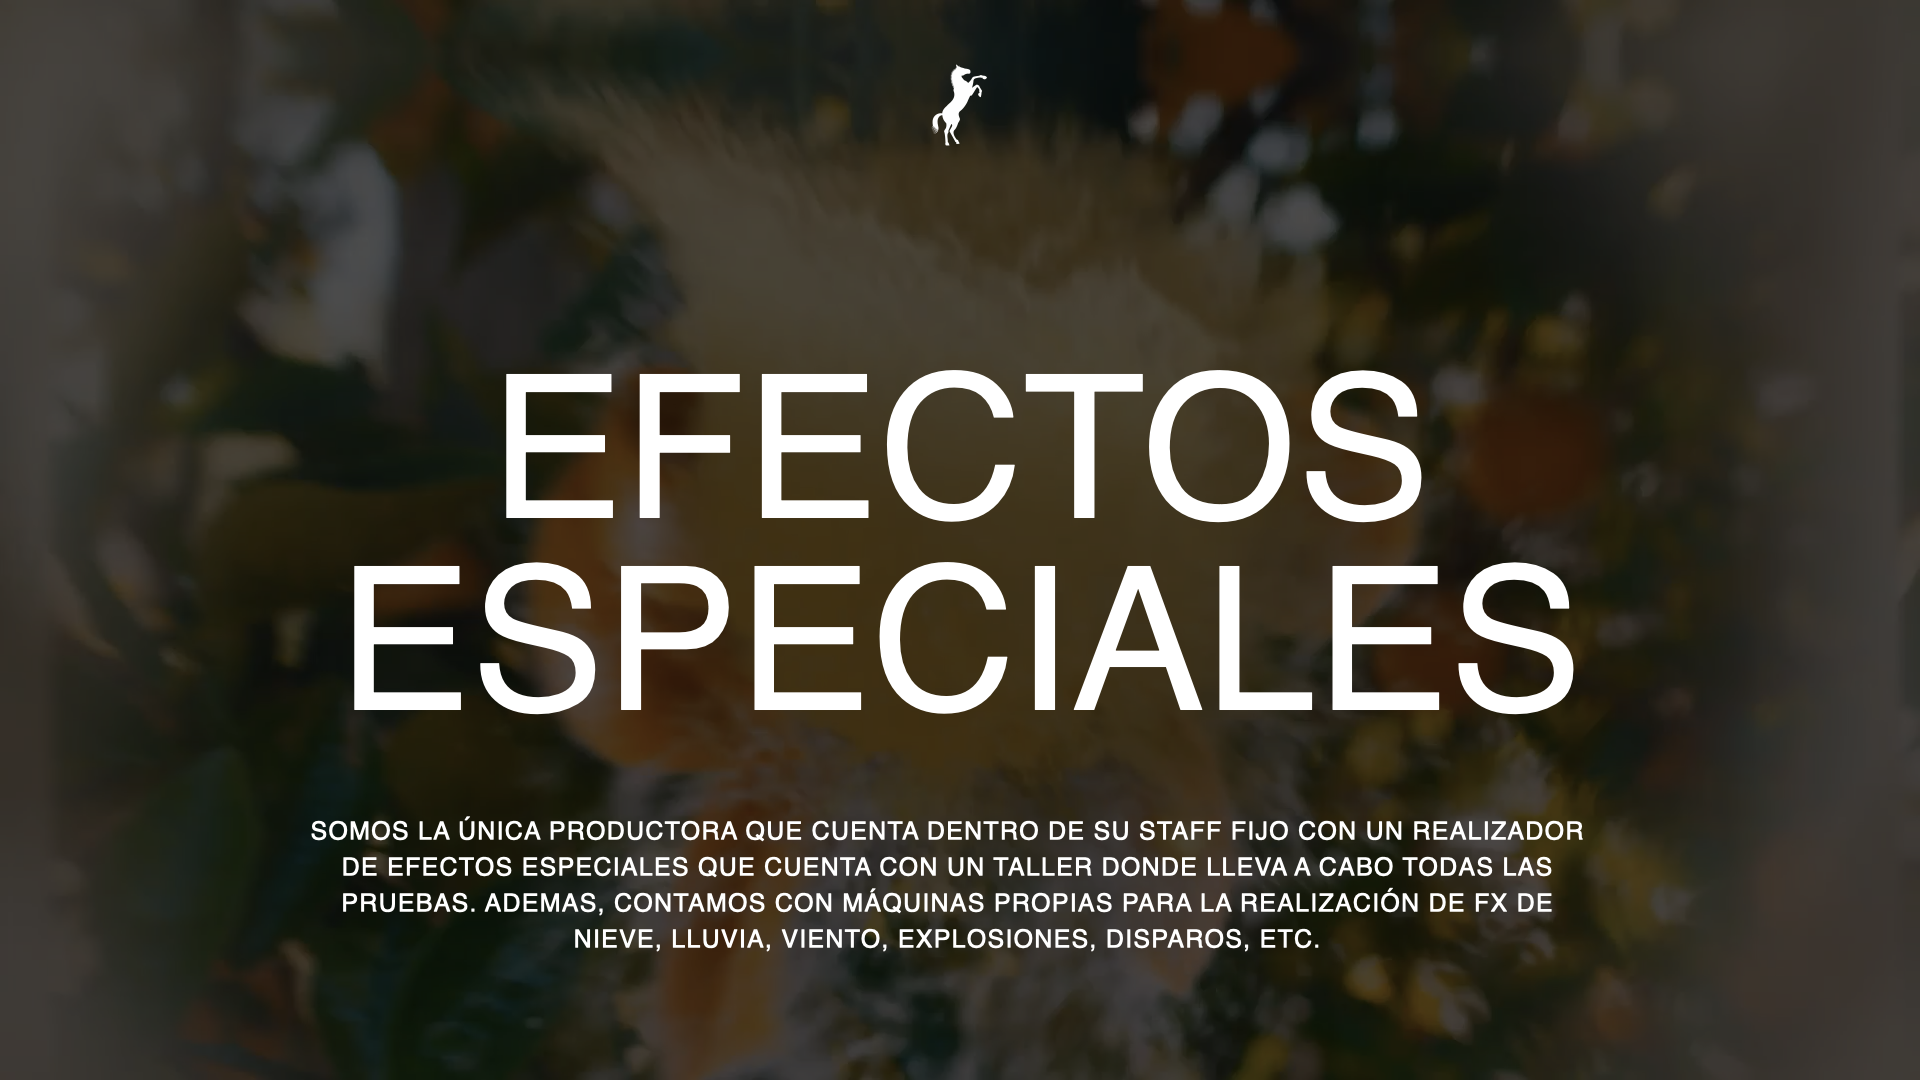 EFECTOS
ESPECIALES
SOMOS LA ÚNICA PRODUCTORA QUE CUENTA DENTRO DE SU STAFF FIJO CON UN REALIZADOR
DE EFECTOS ESPECIALES QUE CUENTA CON UN TALLER DONDE LLEVA A CABO TODAS LAS
PRUEBAS. ADEMAS, CONTAMOS CON MÁQUINAS PROPIAS PARA LA REALIZACIÓN DE FX DE
NIEVE, LLUVIA, VIENTO, EXPLOSIONES, DISPAROS, ETC.